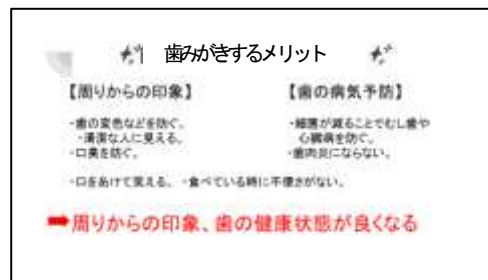 歯みがきするメリット
【周りからの印象】
・歯の変色などを防ぐ。
・清潔な人に見える。
・口臭を防ぐ。
【歯の病気予防】
・細菌が減ることでむし歯や
心臓病を防ぐ。
・歯肉炎にならない。
・口をあけて笑える。・食べている時に不便さがない。
➡周りからの印象、歯の健康状態が良くなる